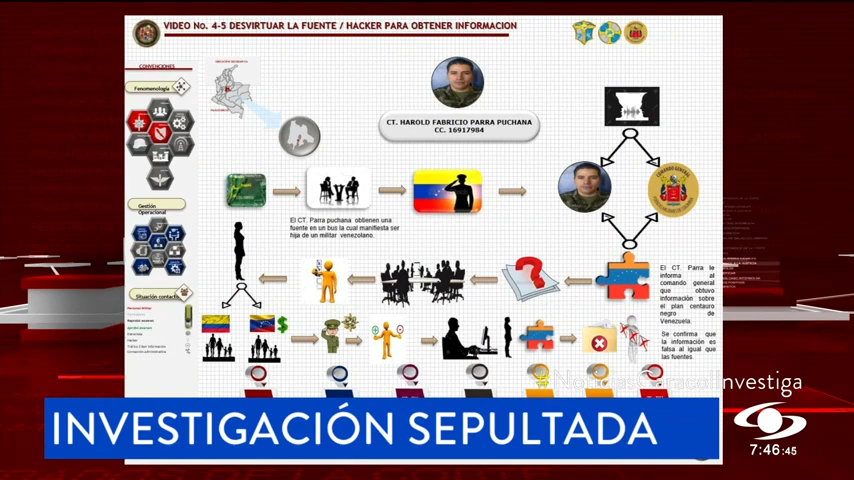 VIDEO No. 4-5 DESVIRTUAR LA FUENTE / HACKER PARA OBTENER INFORMACION
CONVENCIONES
Fenomenología
CT. HAROLD FABRICIO PARRA PUCHANA
CC. 16917984
Gestión
Operacional
El CT. Parra puchana obtienen una
fuente en un bus la cual manifiesta ser
hija de un militar venezolano.
El CT. Parra le
informa al
comando general
que obtuvo
información sobre
el plan centauro
negro de
Venezuela.
Se confirma que
la información es
falsa al igual que
las fuentes.
Situación contacto
#NoticiasCaracolInvestiga
INVESTIGACIÓN SEPULTADA
7:46:45